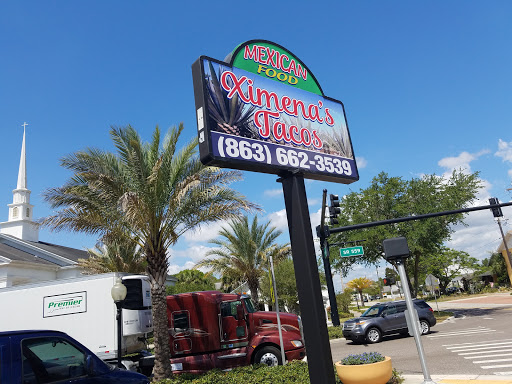 MEXICAN
FOOD
Ximena's
Tacos
(863) 662-3539
SR 559
Premier